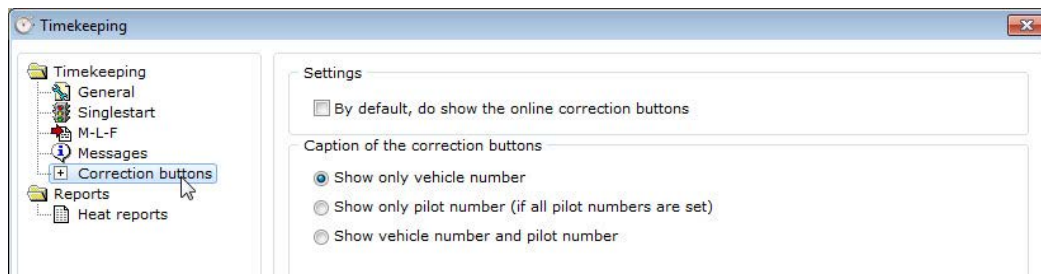 Timekeeping
Timekeeping
General
Singlestart
M-L-F
Messages
Correction buttons
Reports
Heat reports
Settings
By default, do show the online correction buttons
Caption of the correction buttons
Show only vehicle number
Show only pilot number (if all pilot numbers are set)
Show vehicle number and pilot number